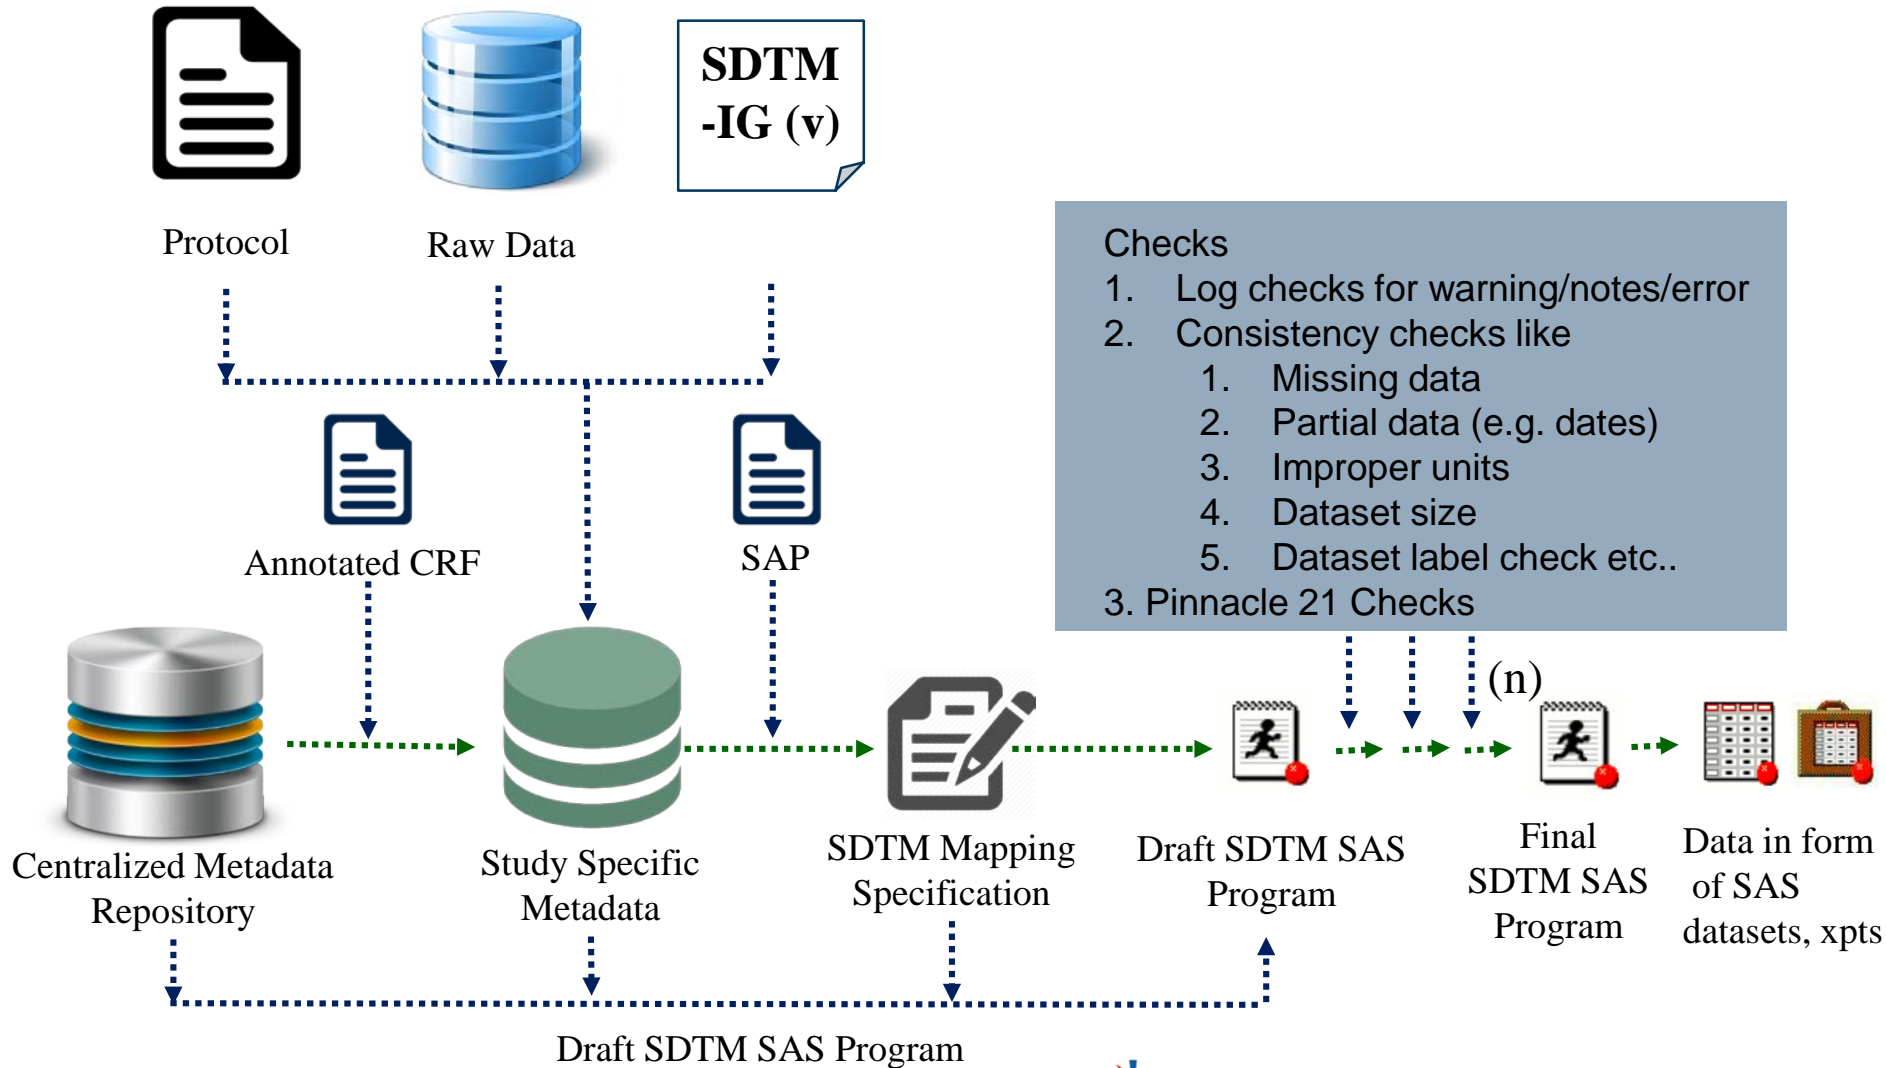 SDTM
-IG (v)
Protocol
Raw Data
Checks
1. Log checks for warning/notes/error
2. Consistency checks like
1. Missing data
2. Partial data (e.g. dates)
3. Improper units
4. Dataset size
5. Dataset label check etc..
3. Pinnacle 21 Checks
Annotated CRF
SAP
(n)
Centralized Metadata
Repository
Study Specific
Metadata
SDTM Mapping
Specification
Draft SDTM SAS
Program
Final
SDTM SAS
Program
Data in form
of SAS
datasets, xpts
Draft SDTM SAS Program